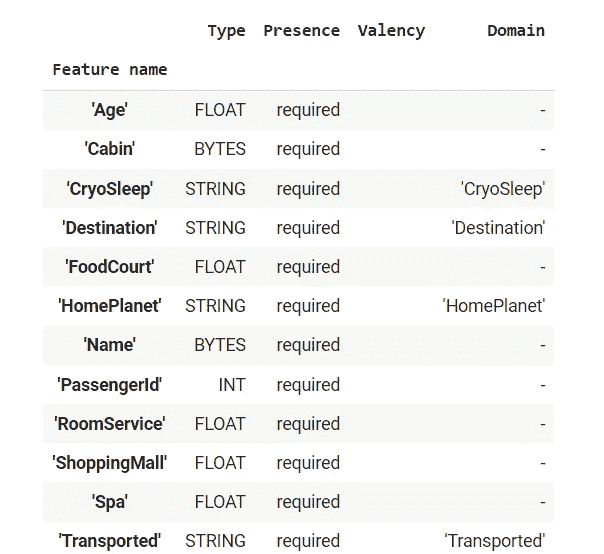 Type Presence Valency Domain
Feature name
'Age' FLOAT required -
'Cabin' BYTES required -
'CryoSleep' STRING required 'CryoSleep'
'Destination' STRING required 'Destination'
'FoodCourt' FLOAT required -
'HomePlanet' STRING required 'HomePlanet'
'Name' BYTES required -
'PassengerId' INT required -
'RoomService' FLOAT required -
'ShoppingMall' FLOAT required -
'Spa' FLOAT required -
'Transported' STRING required 'Transported'